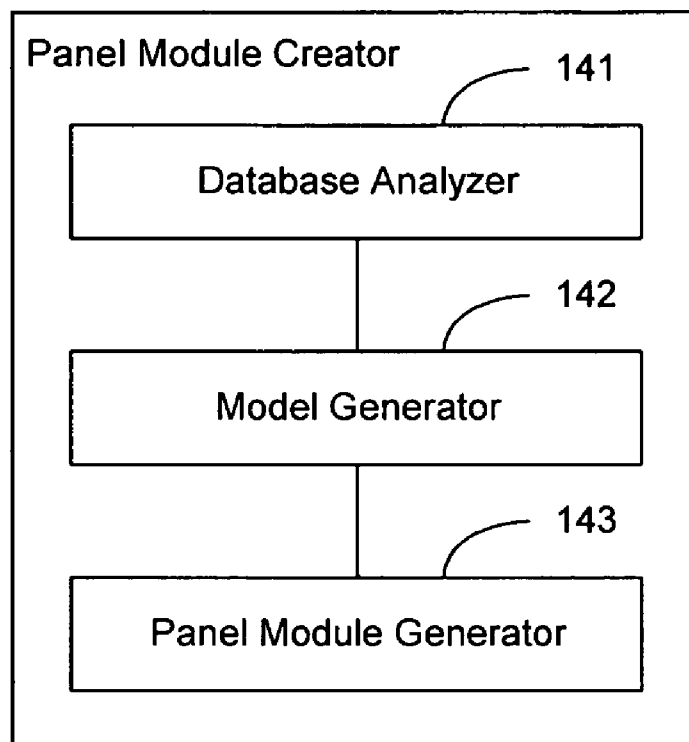 Panel Module Creator
141
Database Analyzer
142
Model Generator
143
Panel Module Generator